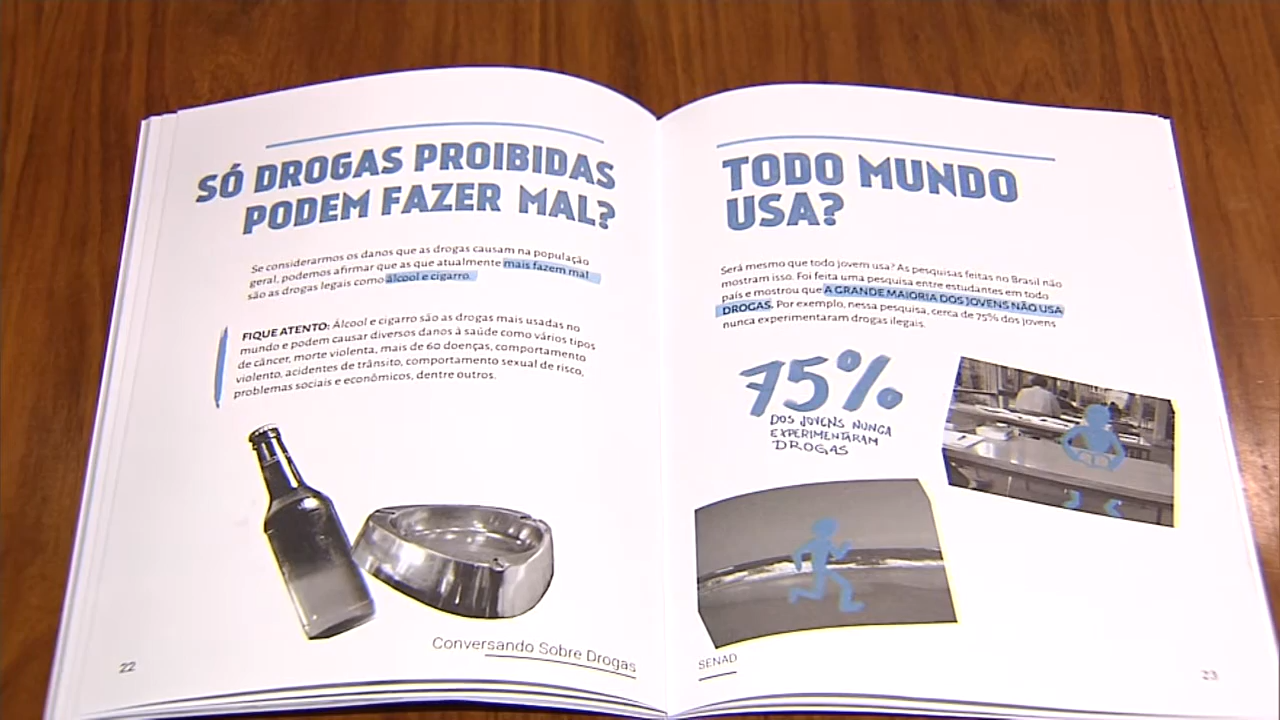 SÓ DROGAS PROIBIDAS
PODEM FAZER MAL?
Se considerarmos os danos que as drogas causam na população
geral, podemos afirmar que as que atualmente mais fazem mal
são as drogas legais como álcool e cigarro.
FIQUE ATENTO: Álcool e cigarro são as drogas mais usadas no
mundo e podem causar diversos danos à saúde como vários tipos
de câncer, morte violenta, mais de 60 doenças, comportamento
violento, acidentes de trânsito, comportamento sexual de risco,
problemas sociais e econômicos, dentre outros.
Conversando Sobre Drogas
22
TODO MUNDO
USA?
Será mesmo que todo jovem usa? As pesquisas feitas no Brasil não
mostram isso. Foi feita uma pesquisa entre estudantes em todo
país e mostrou que A GRANDE MAIORIA DOS JOVENS NÃO USA
DROGAS. Por exemplo, nessa pesquisa, cerca de 75% dos jovens
nunca experimentaram drogas ilegais.
75%
DOS JOVENS NUNCA
EXPERIMENTARAM
DROGAS
SENAD
23